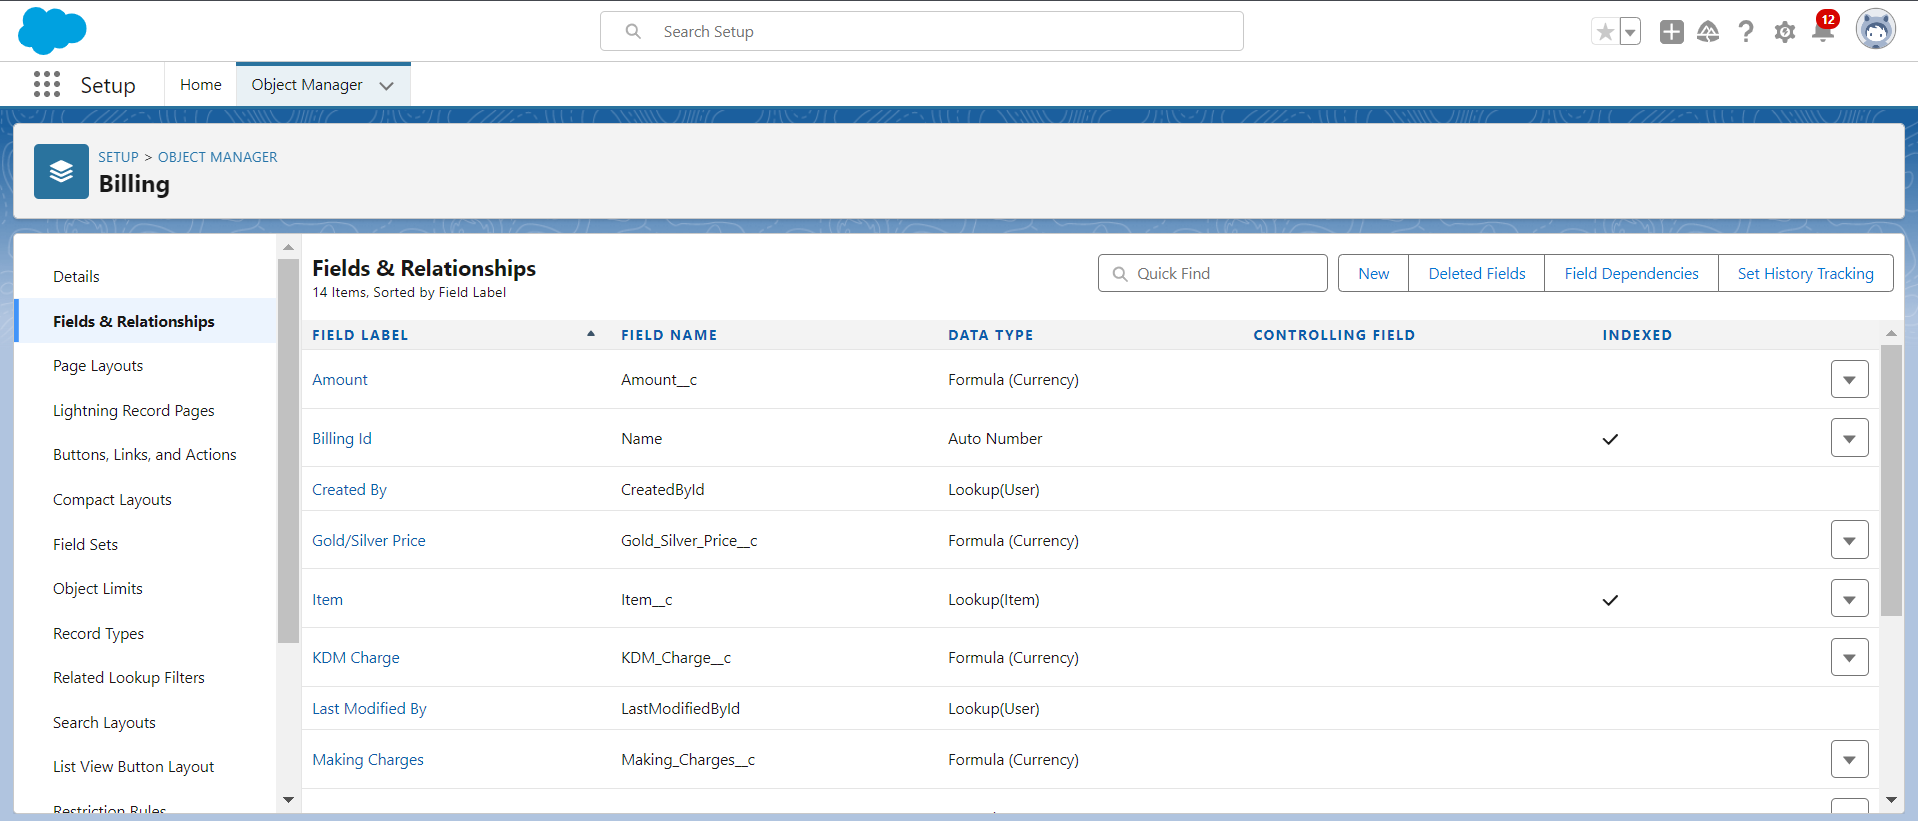 Search Setup
12
Setup
Home
Object Manager
SETUP > OBJECT MANAGER
Billing
Details
Fields & Relationships
Page Layouts
Lightning Record Pages
Buttons, Links, and Actions
Compact Layouts
Field Sets
Object Limits
Record Types
Related Lookup Filters
Search Layouts
List View Button Layout
Restriction Rules
Fields & Relationships
14 Items, Sorted by Field Label
Quick Find
New
Deleted Fields
Field Dependencies
Set History Tracking
FIELD LABEL FIELD NAME DATA TYPE CONTROLLING FIELD INDEXED
Amount Amount__c Formula (Currency)
Billing Id Name Auto Number
Created By CreatedById Lookup(User)
Gold/Silver Price Gold_Silver_Price__c Formula (Currency)
Item Item__c Lookup(Item)
KDM Charge KDM_Charge__c Formula (Currency)
Last Modified By LastModifiedById Lookup(User)
Making Charges Making_Charges__c Formula (Currency)